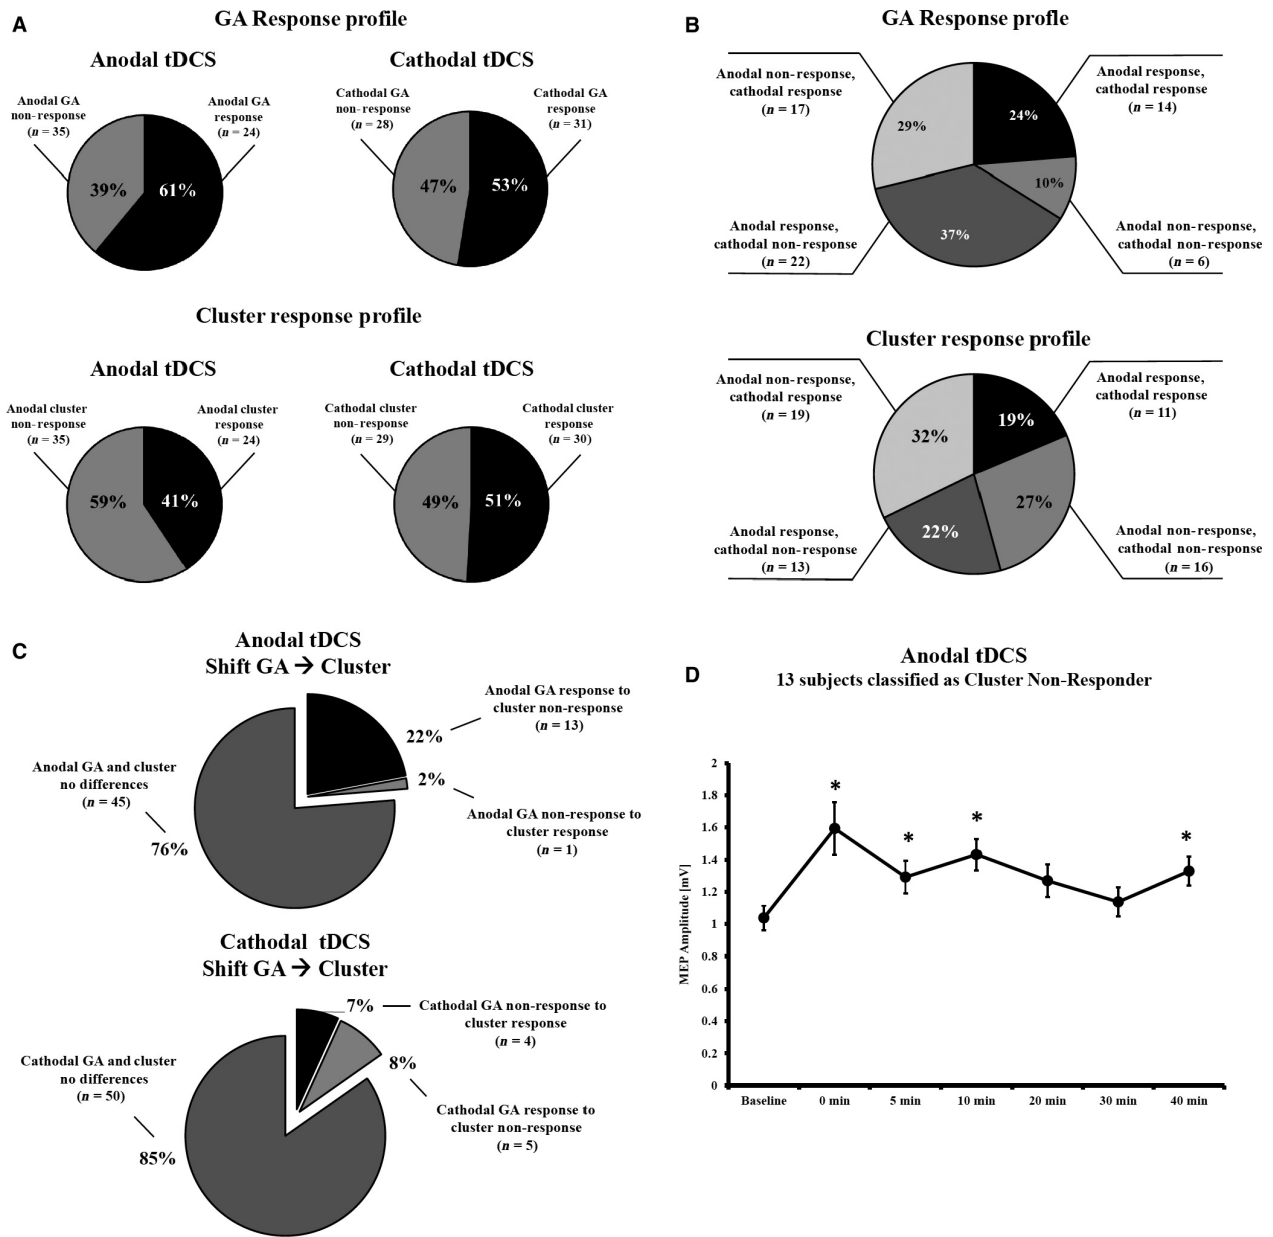 A
GA Response profile
Anodal tDCS
Cathodal tDCS
Anodal GA
non-response
(n = 35)
Anodal GA
response
(n = 24)
39%
61%
Cathodal GA
non-response
(n = 28)
Cathodal GA
response
(n = 31)
47%
53%
Cluster response profile
Anodal tDCS
Cathodal tDCS
Anodal cluster
non-response
(n = 35)
Anodal cluster
response
(n = 24)
59%
41%
Cathodal cluster
non-response
(n = 29)
Cathodal cluster
response
(n = 30)
49%
51%
B
GA Response profle
Anodal non-response,
cathodal response
(n = 17)
Anodal response,
cathodal response
(n = 14)
29%
24%
10%
37%
Anodal response,
cathodal non-response
(n = 22)
Anodal non-response,
cathodal non-response
(n = 6)
Cluster response profile
Anodal non-response,
cathodal response
(n = 19)
Anodal response,
cathodal response
(n = 11)
32%
19%
27%
22%
Anodal response,
cathodal non-response
(n = 13)
Anodal non-response,
cathodal non-response
(n = 16)
C
Anodal tDCS
Shift GA → Cluster
Anodal GA response to
cluster non-response
(n = 13)
22%
2%
Anodal GA non-response to
cluster response
(n = 1)
Anodal GA and cluster
no differences
(n = 45)
76%
Cathodal tDCS
Shift GA → Cluster
7%
Cathodal GA non-response to
cluster response
(n = 4)
8%
Cathodal GA response to
cluster non-response
(n = 5)
Cathodal GA and cluster
no differences
(n = 50)
85%
D
Anodal tDCS
13 subjects classified as Cluster Non-Responder
MEP Amplitude [mV]
2
1.8
1.6
1.4
1.2
1
0.8
0.6
0.4
0.2
0
*
*
*
*
Baseline
0 min
5 min
10 min
20 min
30 min
40 min